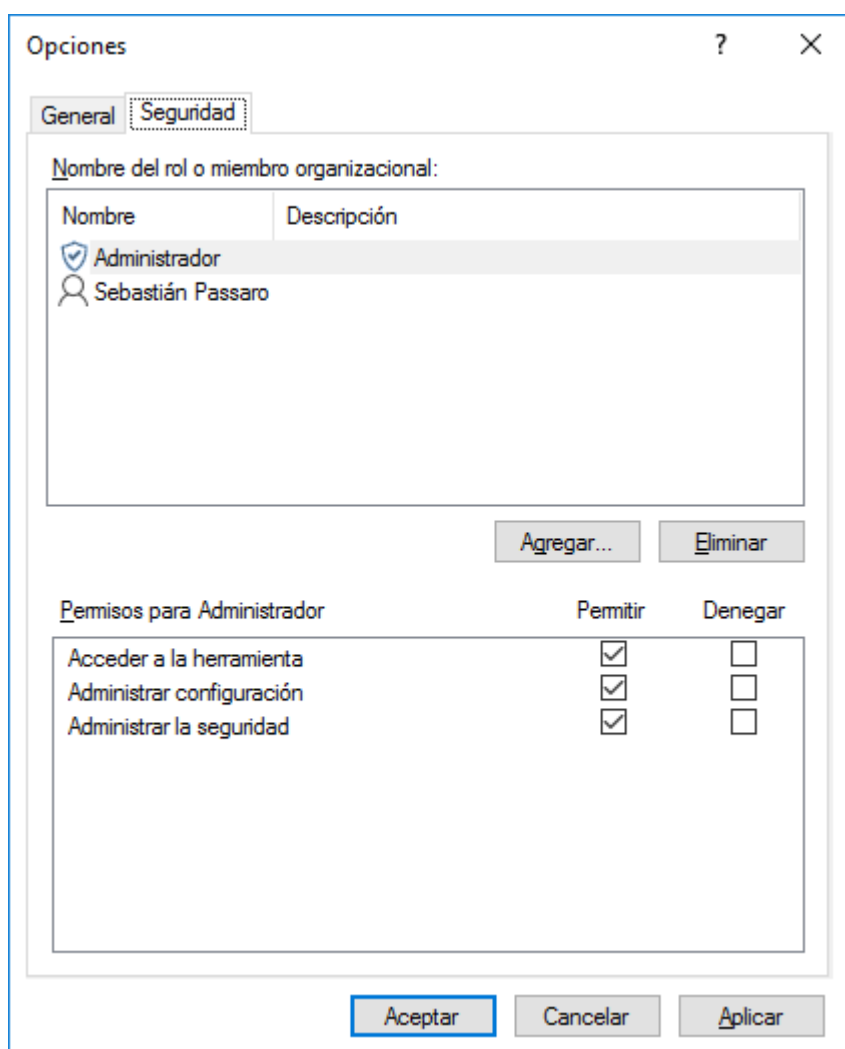 Opciones ?
General Seguridad
Nombre del rol o miembro organizacional:
Nombre Descripción
Administrador
Sebastián Passaro
Agregar... Eliminar
Permisos para Administrador Permitir Denegar
Acceder a la herramienta
Administrar configuración
Administrar la seguridad
Aceptar Cancelar Aplicar